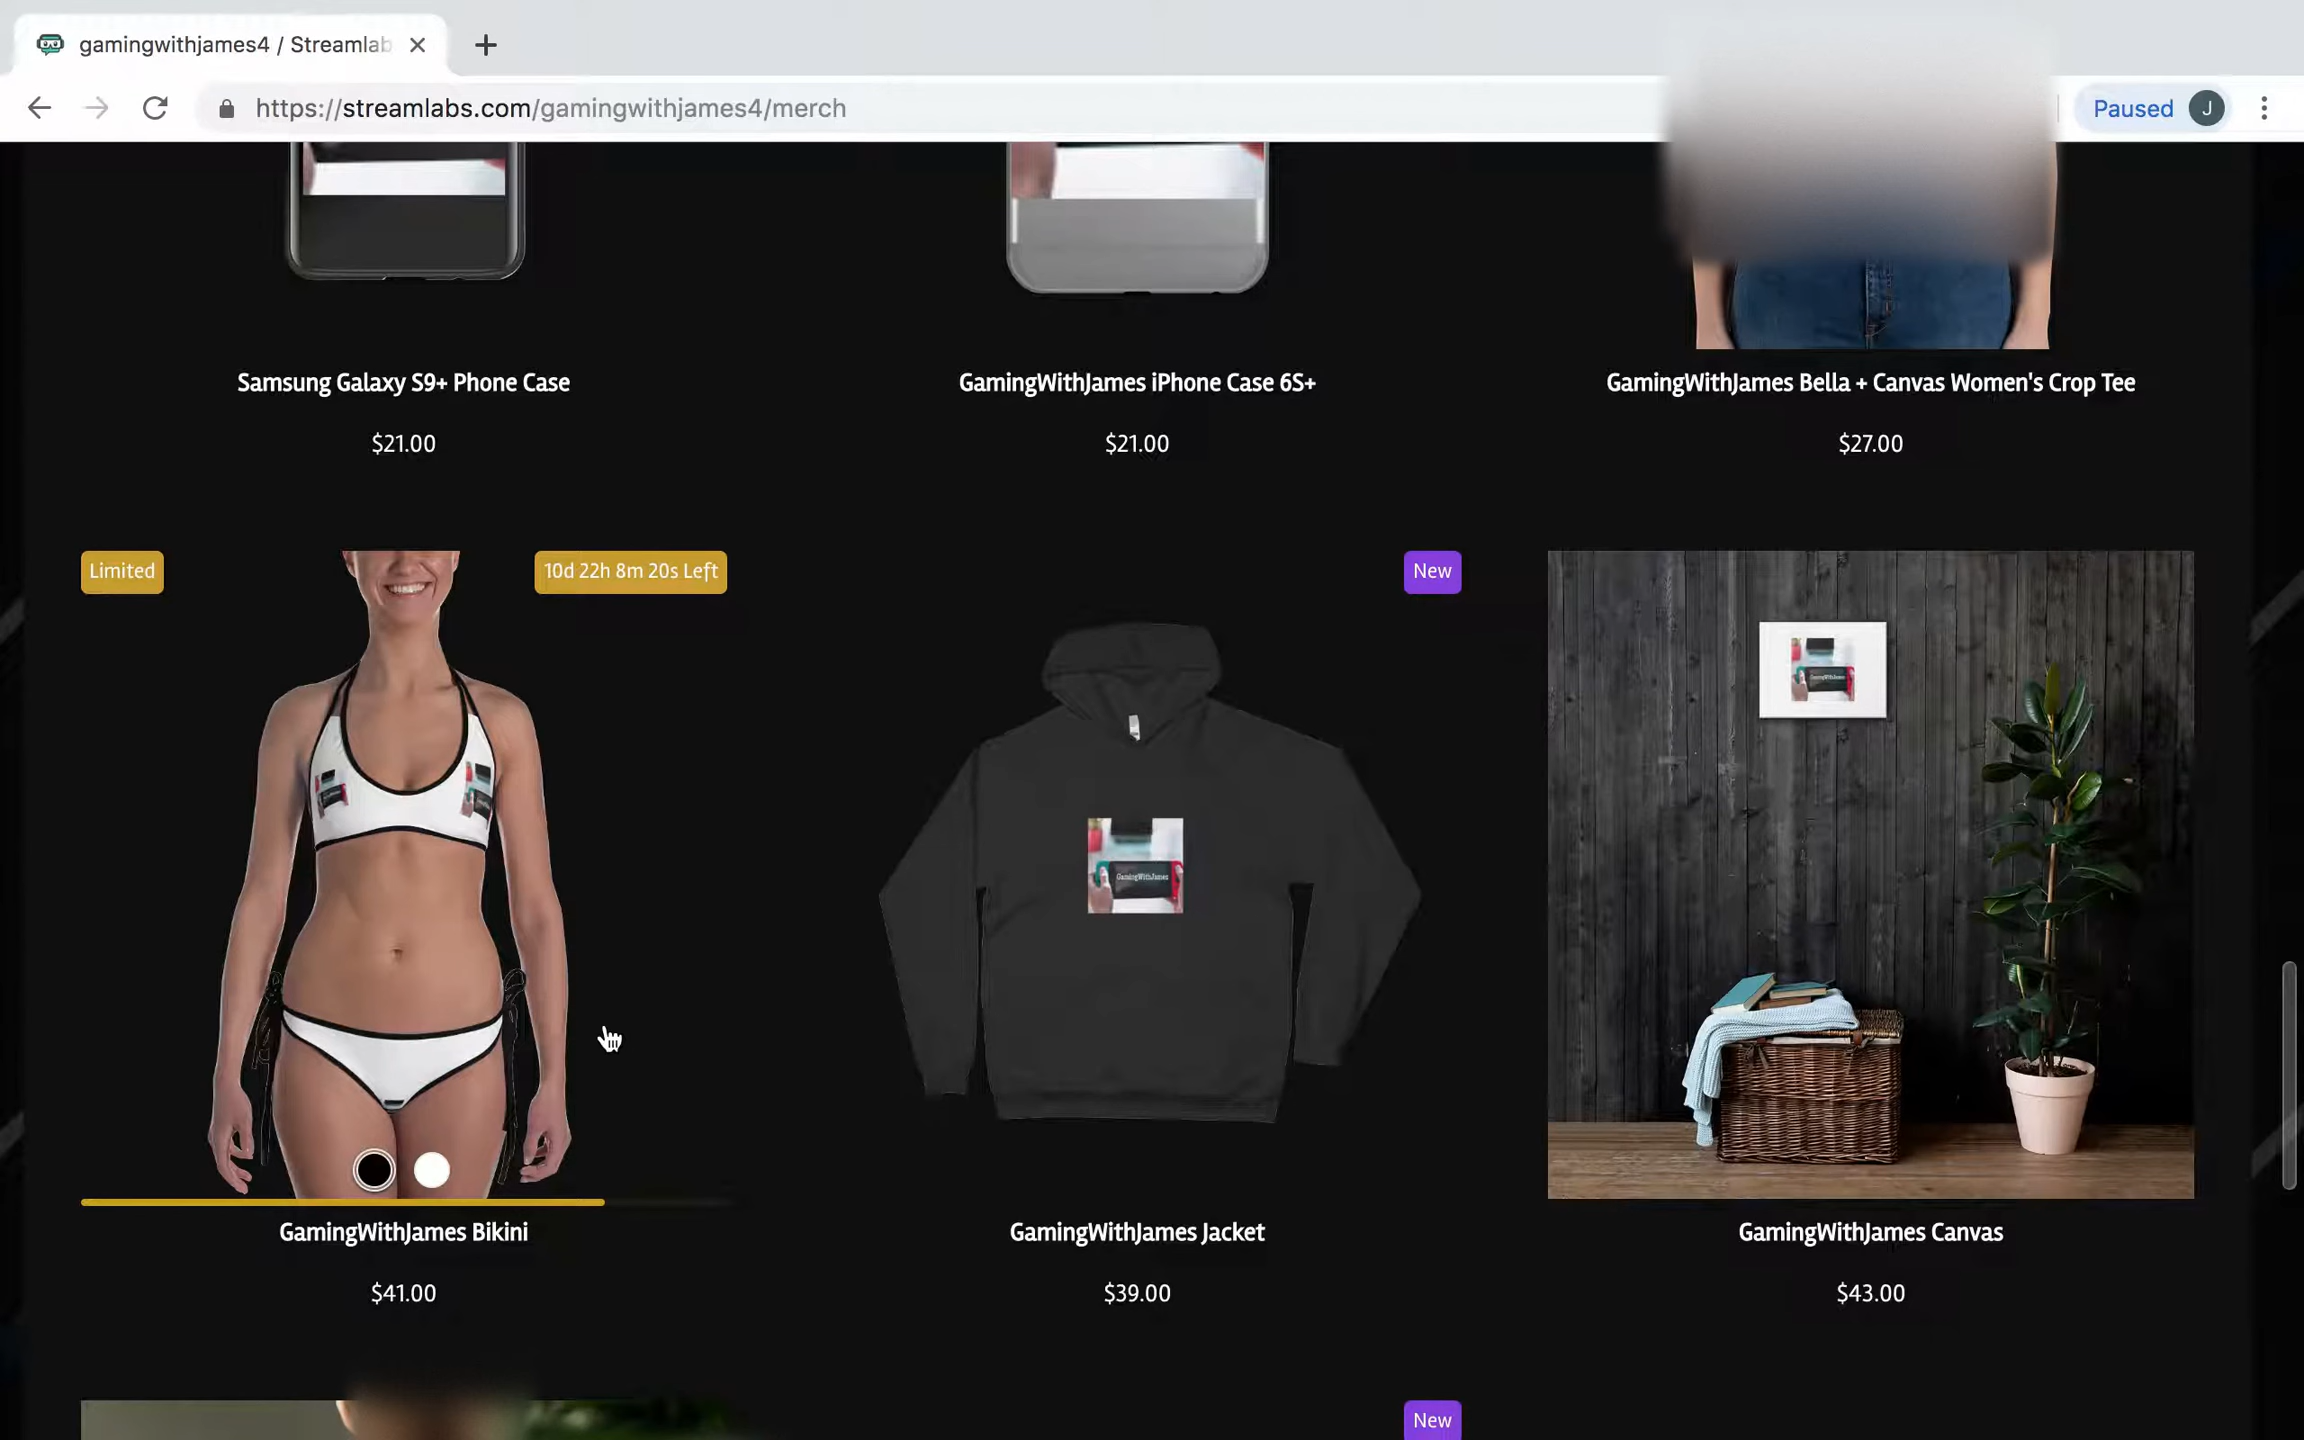 gamingwithjames4 / Streamlab
https://streamlabs.com/gamingwithjames4/merch
Paused
J
Samsung Galaxy S9+ Phone Case
GamingWithJames iPhone Case 6S+
GamingWithJames Bella + Canvas Women's Crop Tee
$21.00
$21.00
$27.00
Limited
10d 22h 8m 20s Left
New
GamingWithJames
GamingWithJames
GamingWithJames Bikini
GamingWithJames Jacket
GamingWithJames Canvas
$41.00
$39.00
$43.00
New